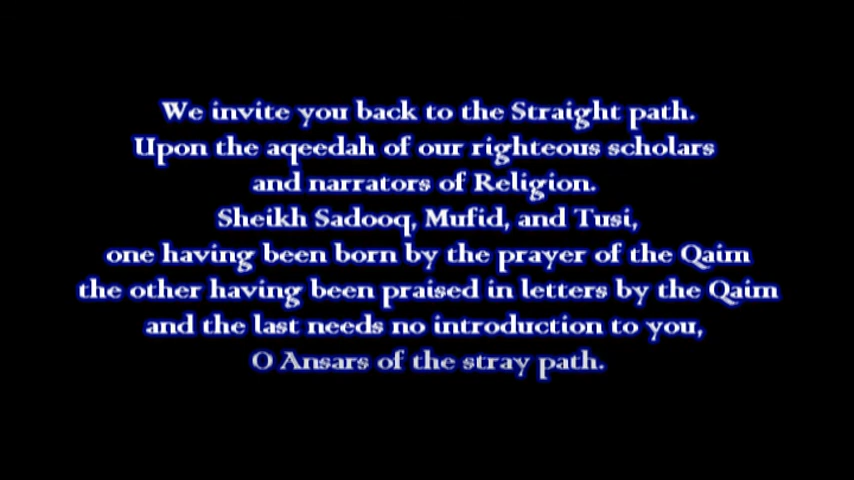 We invite you back to the Straight path.
Upon the aqeedah of our righteous scholars
and narrators of Religion.
Sheikh Sadooq, Mufid, and Tusi,
one having been born by the prayer of the Qaim
the other having been praised in letters by the Qaim
and the last needs no introduction to you,
O Ansars of the stray path.